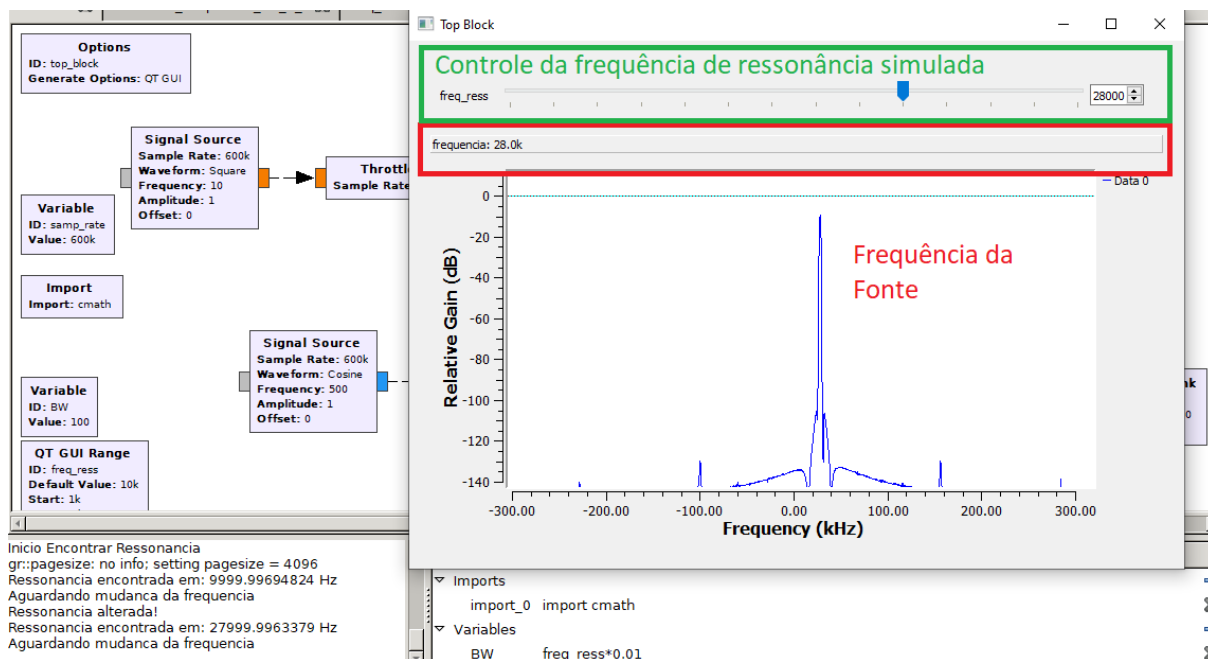 Options
ID: top_block
Generate Options: QT GUI
Signal Source
Sample Rate: 600k
Waveform: Square
Frequency: 10
Amplitude: 1
Offset: 0
Throttle
Sample Rate
Variable
ID: samp_rate
Value: 600k
Import
Import: cmath
Signal Source
Sample Rate: 600k
Waveform: Cosine
Frequency: 500
Amplitude: 1
Offset: 0
Variable
ID: BW
Value: 100
QT GUI Range
ID: freq_ress
Default Value: 10k
Start: 1k
Top Block
Controle da frequência de ressonância simulada
freq_ress
28000
frequencia: 28.0k
Data 0
Relative Gain (dB)
0
-20
-40
-60
-80
-100
-120
-140
Frequência da
Fonte
-300.00 -200.00 -100.00 0.00 100.00 200.00 300.00
Frequency (kHz)
Inicio Encontrar Ressonancia
gr::pagesize: no info; setting pagesize = 4096
Ressonancia encontrada em: 9999.99694824 Hz
Aguardando mudanca da frequencia
Ressonancia alterada!
Ressonancia encontrada em: 27999.9963379 Hz
Aguardando mudanca da frequencia
Imports
import_0 import cmath
Variables
BW freq_ress*0.01